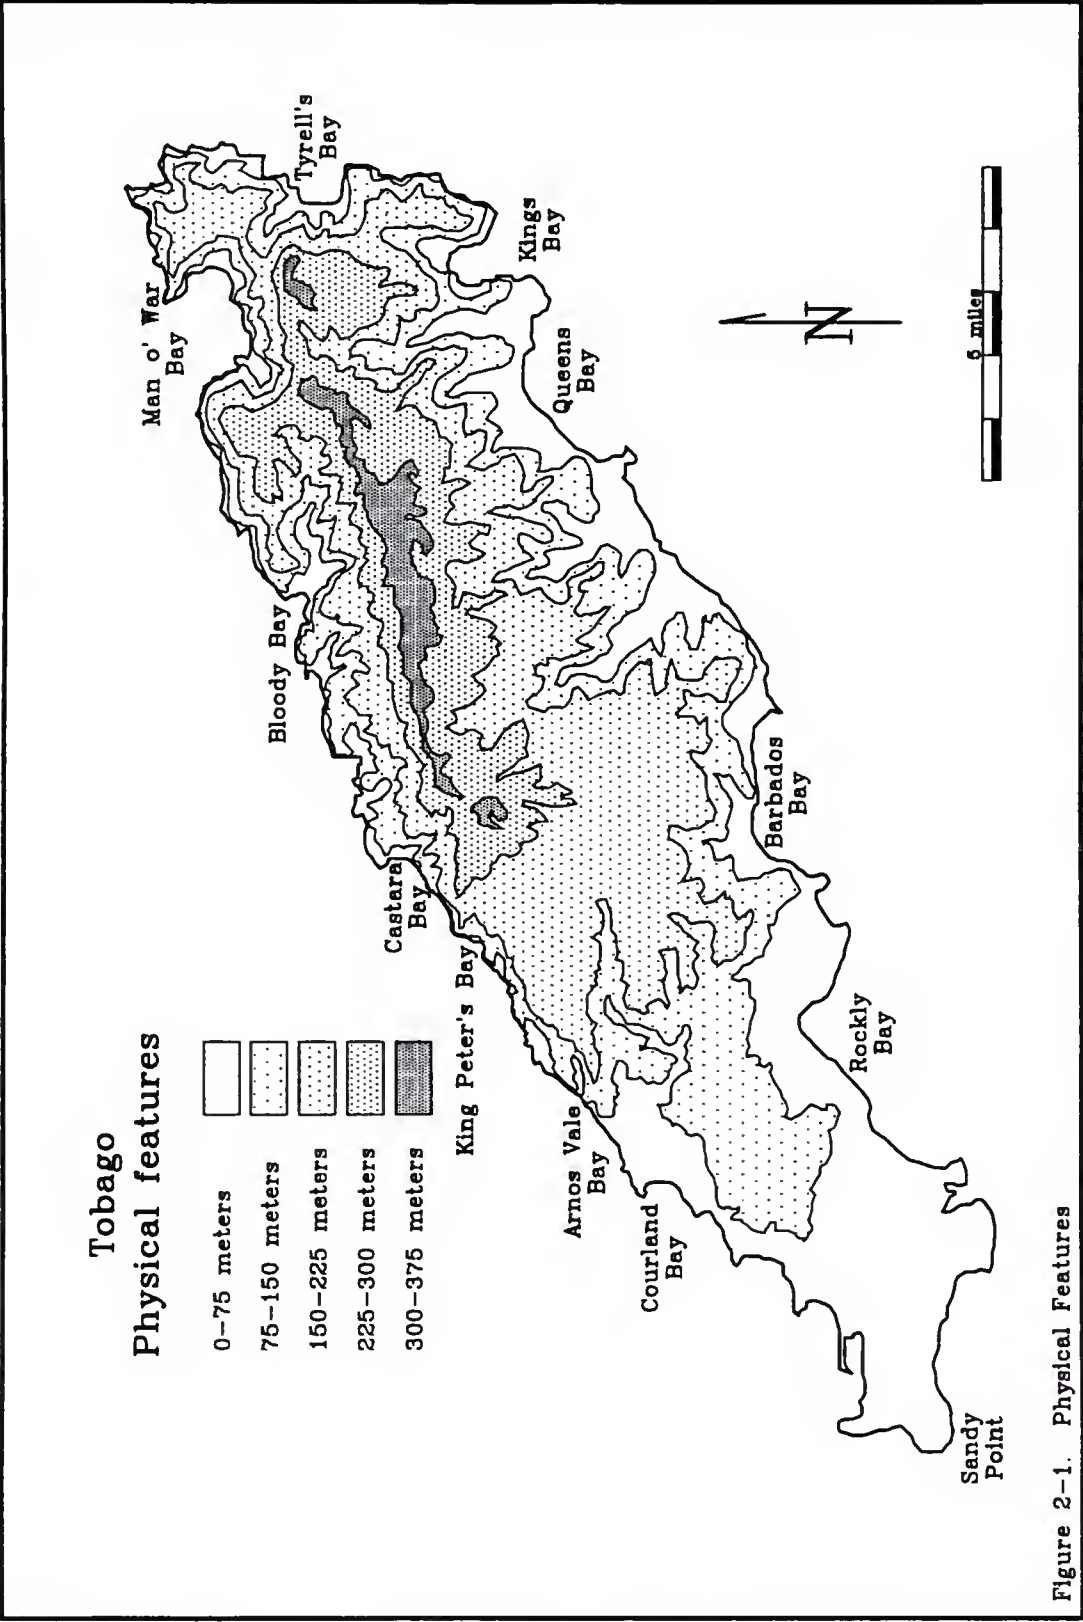 Tobago
Physical features
0-75 meters
75-150 meters
150-225 meters
225-300 meters
300-375 meters
Man o' War
Bay
Tyrell's
Bay
Bloody Bay
Kings
Bay
Castara
Bay
Queens
Bay
King Peter's Bay
Arnos Vale
Bay
Barbados
Bay
Courland
Bay
Rockly
Bay
Sandy
Point
N
6 miles
Figure 2-1. Physical Features